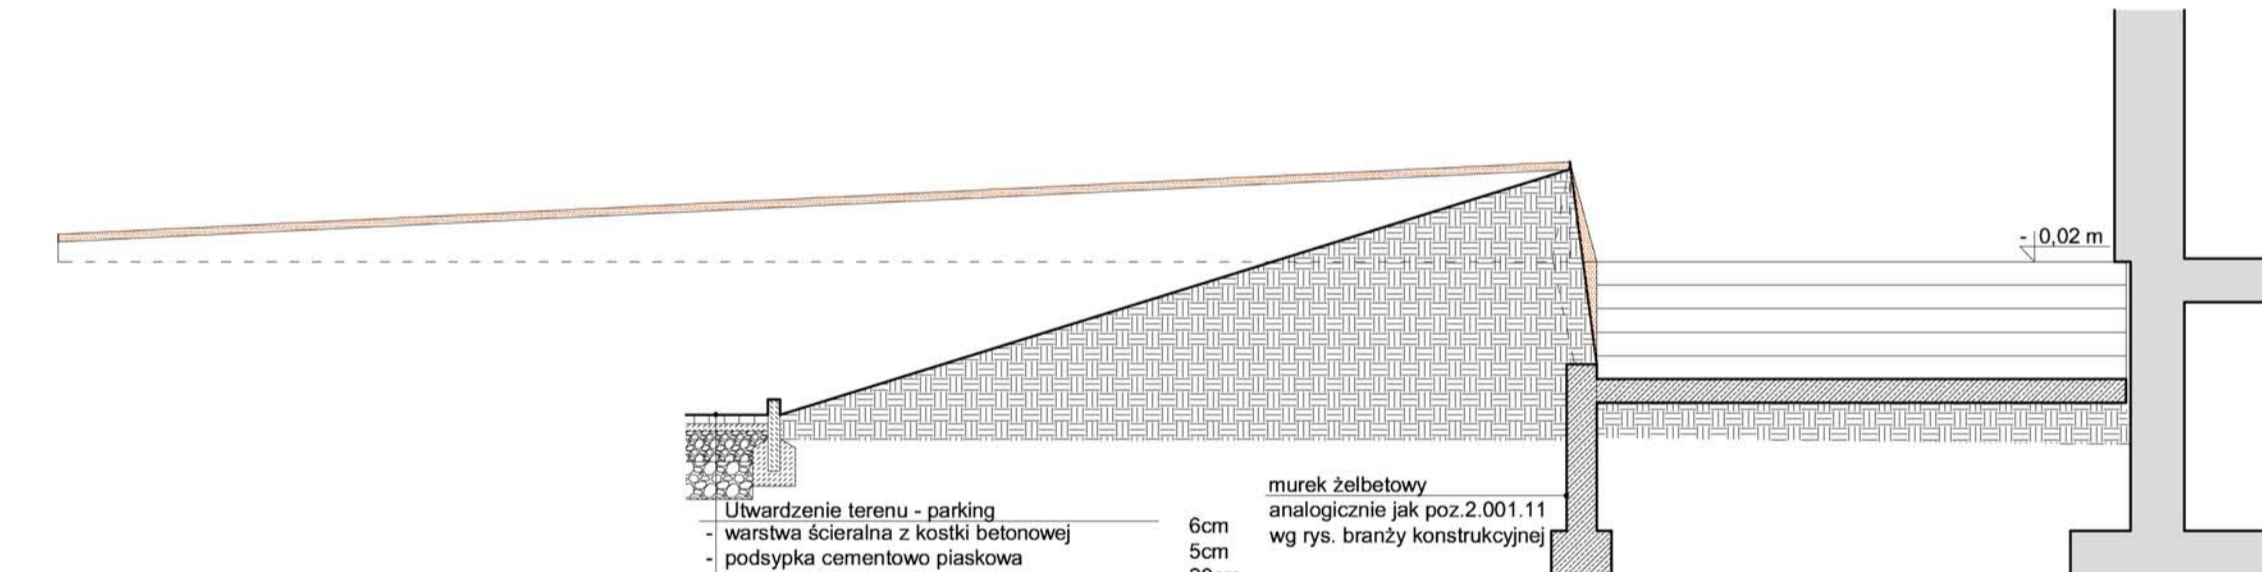 - 0,02 m
Utwardzenie terenu - parking
- warstwa ścieralna z kostki betonowej 6cm
- podsypka cementowo piaskowa 5cm
murek żelbetowy
analogicznie jak poz.2.001.11
wg rys. branży konstrukcyjnej